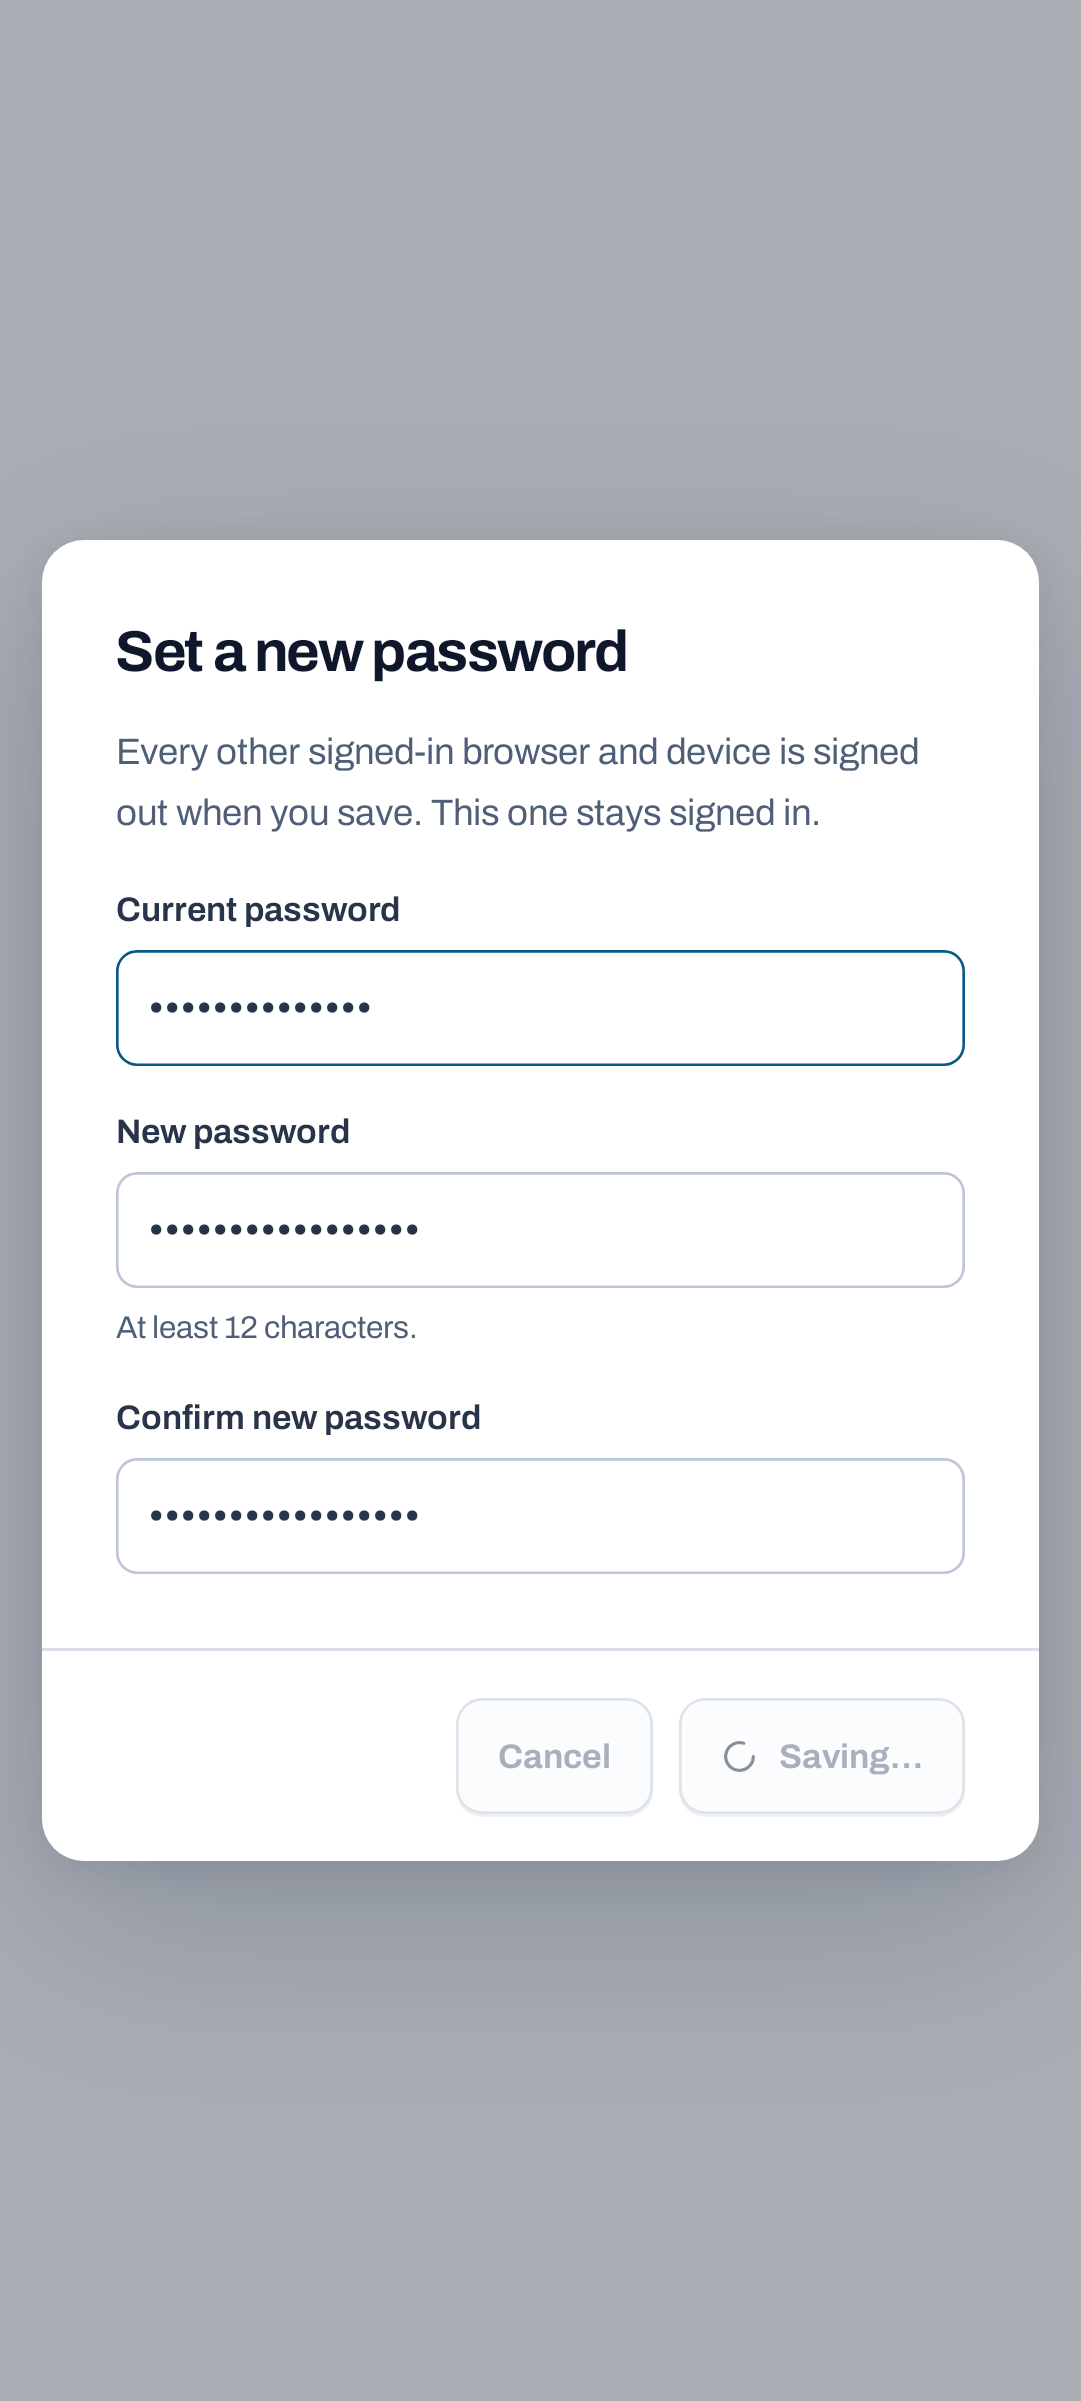 Set a new password
Every other signed-in browser and device is signed
out when you save. This one stays signed in.
Current password
••••••••••••••
New password
•••••••••••••••••
At least 12 characters.
Confirm new password
•••••••••••••••••
Cancel
Saving...